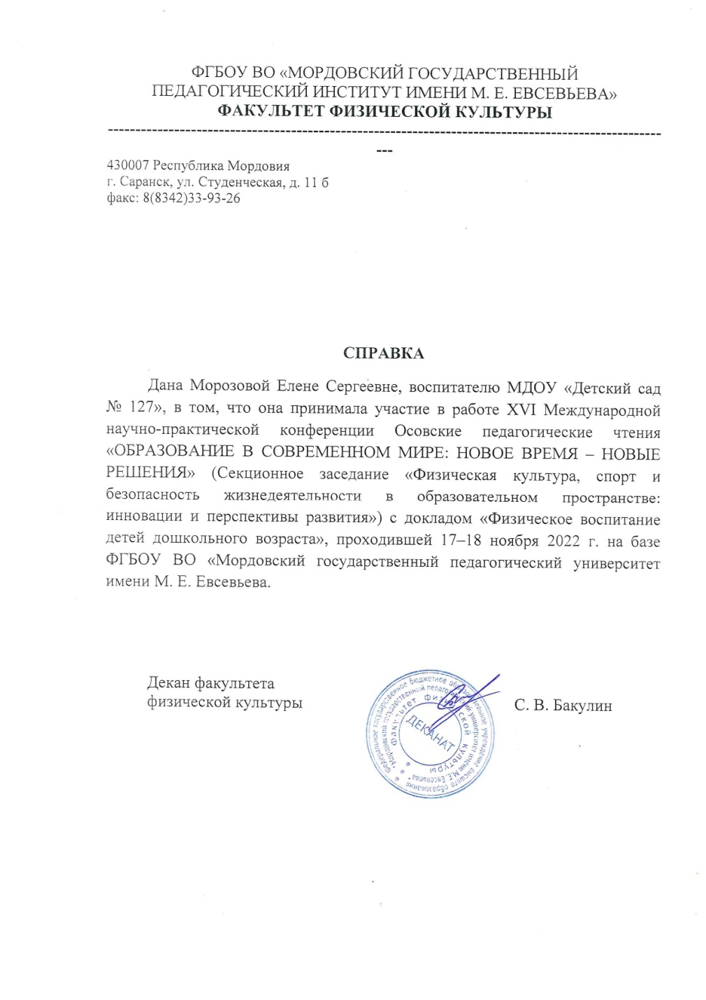 ФГБОУ ВО «МОРДОВСКИЙ ГОСУДАРСТВЕННЫЙ
ПЕДАГОГИЧЕСКИЙ ИНСТИТУТ ИМЕНИ М. Е. ЕВСЕВЬЕВА»
ФАКУЛЬТЕТ ФИЗИЧЕСКОЙ КУЛЬТУРЫ
430007 Республика Мордовия
г. Саранск, ул. Студенческая, д. 11 б
факс: 8(8342)33-93-26
СПРАВКА
Дана Морозовой Елене Сергеевне, воспитателю МДОУ «Детский сад
№ 127», в том, что она принимала участие в работе XVI Международной
научно-практической конференции Осовские педагогические чтения
«ОБРАЗОВАНИЕ В СОВРЕМЕННОМ МИРЕ: НОВОЕ ВРЕМЯ – НОВЫЕ
РЕШЕНИЯ» (Секционное заседание «Физическая культура, спорт и
безопасность жизнедеятельности в образовательном пространстве:
инновации и перспективы развития») с докладом «Физическое воспитание
детей дошкольного возраста», проходившей 17–18 ноября 2022 г. на базе
ФГБОУ ВО «Мордовский государственный педагогический университет
имени М. Е. Евсевьева.
Декан факультета
физической культуры
С. В. Бакулин
Федеральное государственное бюджетное образовательное учреждение высшего образования
"Мордовский государственный педагогический университет имени М.Е. Евсевьева"
Факультет физической культуры
ДЕКАНАТ